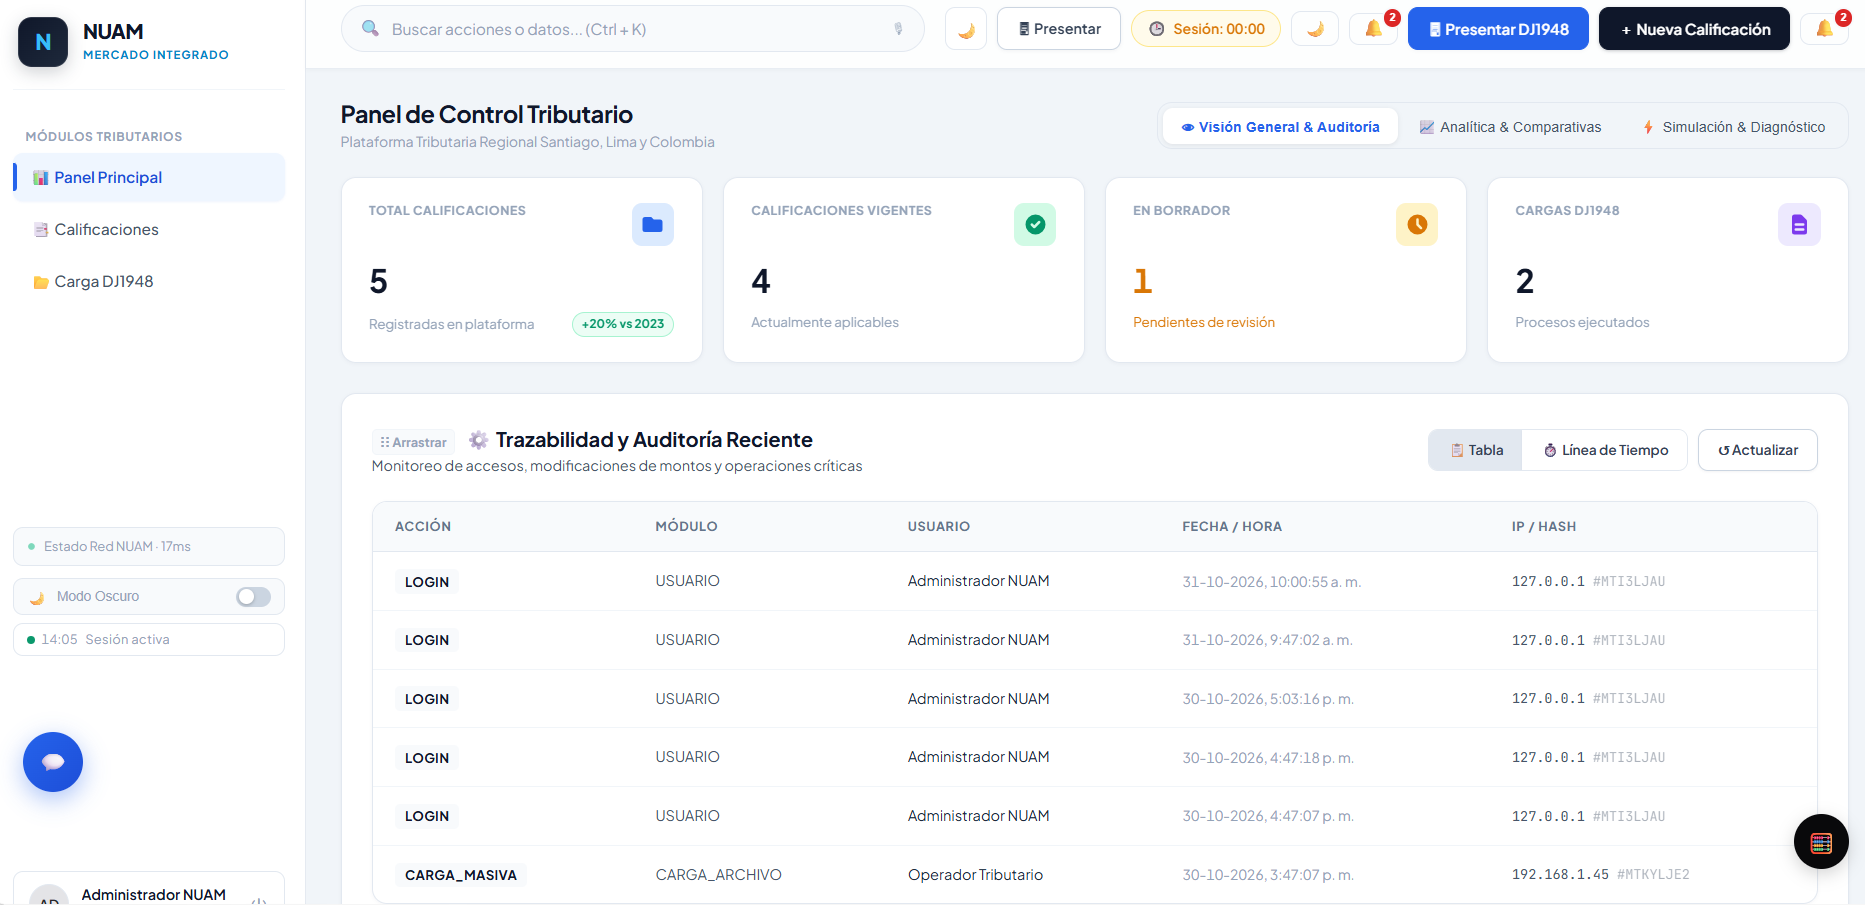 N
NUAM
MERCADO INTEGRADO
MÓDULOS TRIBUTARIOS
Panel Principal
Calificaciones
Carga DJ1948
Estado Red NUAM · 17ms
Modo Oscuro
14:05 Sesión activa
Administrador NUAM
Buscar acciones o datos... (Ctrl + K)
Presentar
Sesión: 00:00
2
Presentar DJ1948
+ Nueva Calificación
2
Panel de Control Tributario
Plataforma Tributaria Regional Santiago, Lima y Colombia
Visión General & Auditoría
Analítica & Comparativas
Simulación & Diagnóstico
TOTAL CALIFICACIONES
5
Registradas en plataforma
+20% vs 2023
CALIFICACIONES VIGENTES
4
Actualmente aplicables
EN BORRADOR
1
Pendientes de revisión
CARGAS DJ1948
2
Procesos ejecutados
Arrastrar
Trazabilidad y Auditoría Reciente
Monitoreo de accesos, modificaciones de montos y operaciones críticas
Tabla
Línea de Tiempo
↺ Actualizar
ACCIÓN MÓDULO USUARIO FECHA / HORA IP / HASH
LOGIN USUARIO Administrador NUAM 31-10-2026, 10:00:55 a. m. 127.0.0.1 #MTI3LJAU
LOGIN USUARIO Administrador NUAM 31-10-2026, 9:47:02 a. m. 127.0.0.1 #MTI3LJAU
LOGIN USUARIO Administrador NUAM 30-10-2026, 5:03:16 p. m. 127.0.0.1 #MTI3LJAU
LOGIN USUARIO Administrador NUAM 30-10-2026, 4:47:18 p. m. 127.0.0.1 #MTI3LJAU
LOGIN USUARIO Administrador NUAM 30-10-2026, 4:47:07 p. m. 127.0.0.1 #MTI3LJAU
CARGA_MASIVA CARGA_ARCHIVO Operador Tributario 30-10-2026, 3:47:07 p. m. 192.168.1.45 #MTKYLJE2